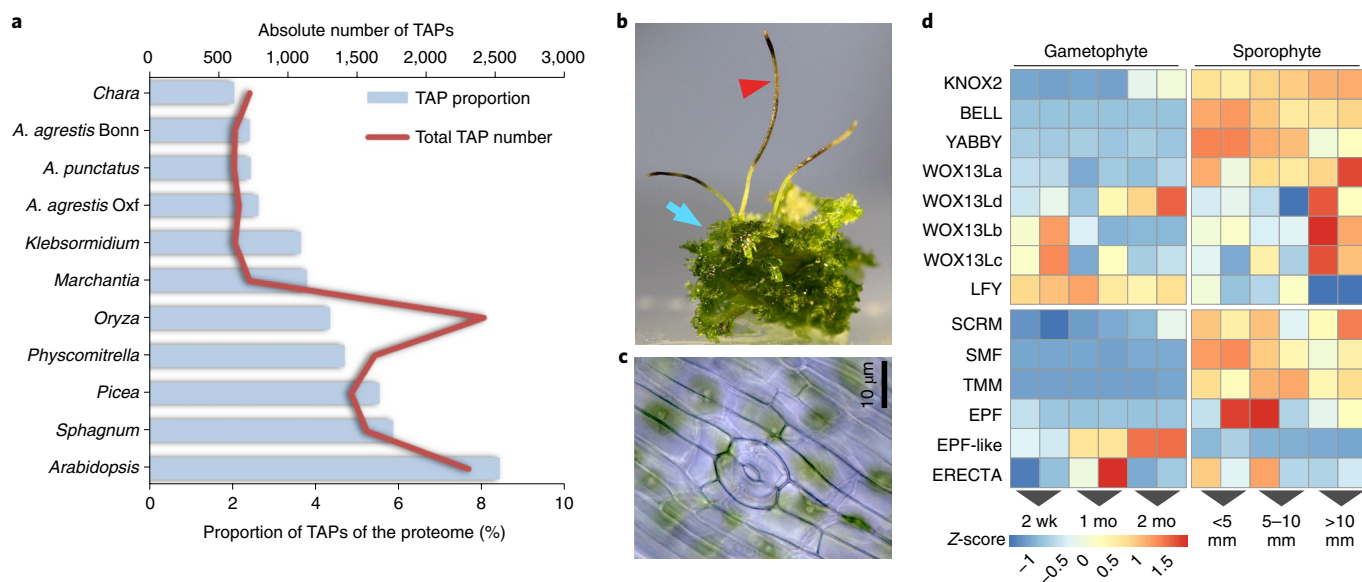 a
Absolute number of TAPs
0 500 1,000 1,500 2,000 2,500 3,000
TAP proportion
Total TAP number
Chara
A. agrestis Bonn
A. punctatus
A. agrestis Oxf
Klebsormidium
Marchantia
Oryza
Physcomitrella
Picea
Sphagnum
Arabidopsis
0 2 4 6 8 10
Proportion of TAPs of the proteome (%)
b
c
10 μm
d
Gametophyte Sporophyte
KNOX2
BELL
YABBY
WOX13La
WOX13Ld
WOX13Lb
WOX13Lc
LFY
SCRM
SMF
TMM
EPF
EPF-like
ERECTA
2 wk 1 mo 2 mo <5 5–10 >10
mm mm mm
Z-score
–1 –0.5 0 0.5 1 1.5